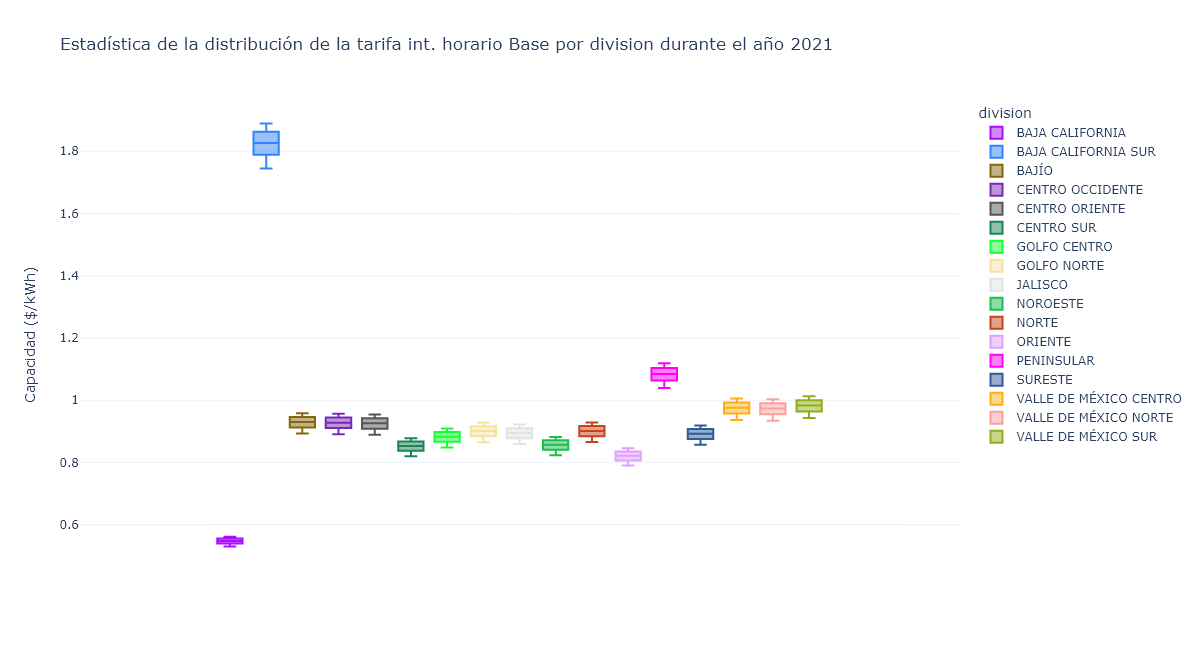 Estadística de la distribución de la tarifa int. horario Base por division durante el año 2021
Capacidad ($/kWh)
1.8
1.6
1.4
1.2
1
0.8
0.6
division
BAJA CALIFORNIA
BAJA CALIFORNIA SUR
BAJÍO
CENTRO OCCIDENTE
CENTRO ORIENTE
CENTRO SUR
GOLFO CENTRO
GOLFO NORTE
JALISCO
NOROESTE
NORTE
ORIENTE
PENINSULAR
SURESTE
VALLE DE MÉXICO CENTRO
VALLE DE MÉXICO NORTE
VALLE DE MÉXICO SUR